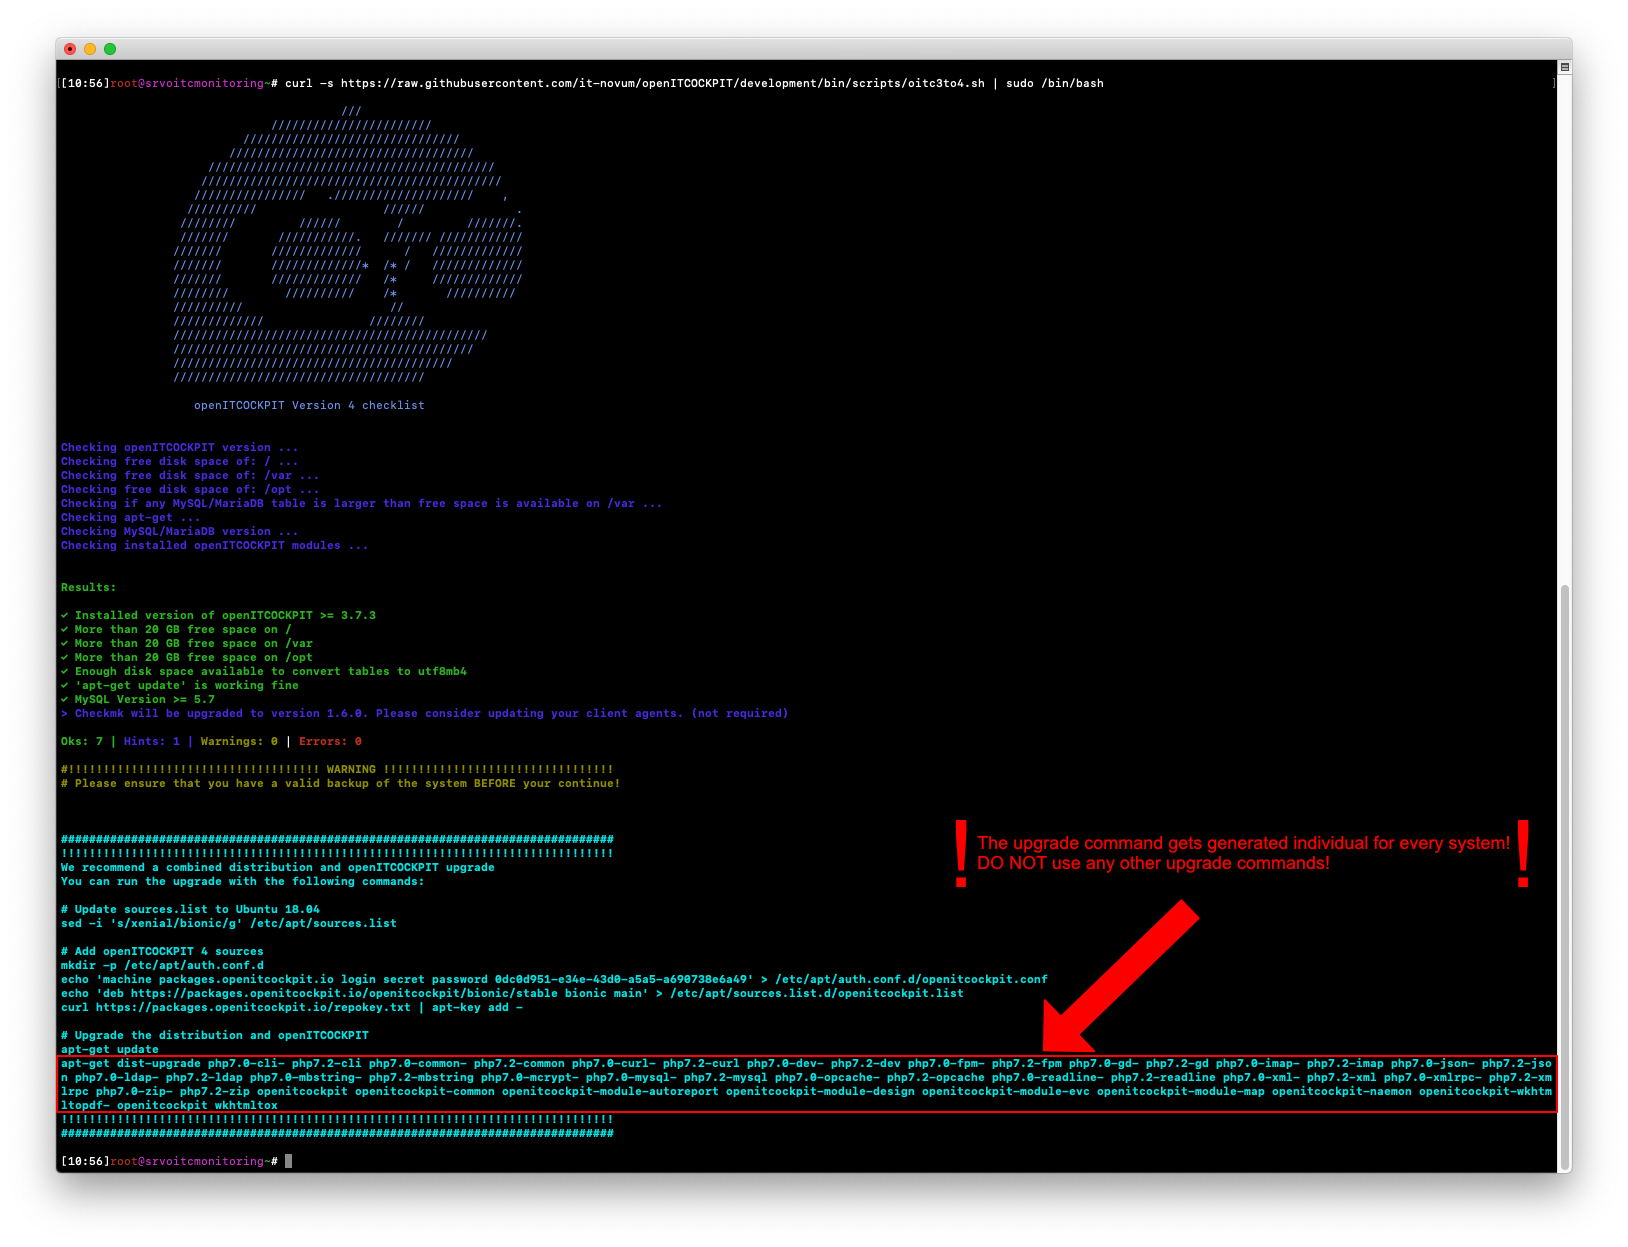 [10:56]root@srvoitcmonitoring~# curl -s https://raw.githubusercontent.com/it-novum/openITCOCKPIT/development/bin/scripts/oitc3to4.sh | sudo /bin/bash
openITCOCKPIT Version 4 checklist
Checking openITCOCKPIT version ...
Checking free disk space of: / ...
Checking free disk space of: /var ...
Checking free disk space of: /opt ...
Checking if any MySQL/MariaDB table is larger than free space is available on /var ...
Checking apt-get ...
Checking MySQL/MariaDB version ...
Checking installed openITCOCKPIT modules ...
Results:
✓ Installed version of openITCOCKPIT >= 3.7.3
✓ More than 20 GB free space on /
✓ More than 20 GB free space on /var
✓ More than 20 GB free space on /opt
✓ Enough disk space available to convert tables to utf8mb4
✓ 'apt-get update' is working fine
✓ MySQL Version >= 5.7
> Checkmk will be upgraded to version 1.6.0. Please consider updating your client agents. (not required)
Oks: 7 | Hints: 1 | Warnings: 0 | Errors: 0
#!!!!!!!!!!!!!!!!!!!!!!!!!!!!!!!!!!!! WARNING !!!!!!!!!!!!!!!!!!!!!!!!!!!!!!!!!
# Please ensure that you have a valid backup of the system BEFORE your continue!
###############################################################################
!!!!!!!!!!!!!!!!!!!!!!!!!!!!!!!!!!!!!!!!!!!!!!!!!!!!!!!!!!!!!!!!!!!!!!!!!!!!!!!
We recommend a combined distribution and openITCOCKPIT upgrade
You can run the upgrade with the following commands:
! The upgrade command gets generated individual for every system! !
DO NOT use any other upgrade commands!
# Update sources.list to Ubuntu 18.04
sed -i 's/xenial/bionic/g' /etc/apt/sources.list
# Add openITCOCKPIT 4 sources
mkdir -p /etc/apt/auth.conf.d
echo 'machine packages.openitcockpit.io login secret password 0dc0d951-e34e-43d0-a5a5-a690738e6a49' > /etc/apt/auth.conf.d/openitcockpit.conf
echo 'deb https://packages.openitcockpit.io/openitcockpit/bionic/stable bionic main' > /etc/apt/sources.list.d/openitcockpit.list
curl https://packages.openitcockpit.io/repokey.txt | apt-key add -
# Upgrade the distribution and openITCOCKPIT
apt-get update
apt-get dist-upgrade php7.0-cli- php7.2-cli php7.0-common- php7.2-common php7.0-curl- php7.2-curl php7.0-dev- php7.2-dev php7.0-fpm- php7.2-fpm php7.0-gd- php7.2-gd php7.0-imap- php7.2-imap php7.0-json- php7.2-jso
n php7.0-ldap- php7.2-ldap php7.0-mbstring- php7.2-mbstring php7.0-mcrypt- php7.0-mysql- php7.2-mysql php7.0-opcache- php7.2-opcache php7.0-readline- php7.2-readline php7.0-xml- php7.2-xml php7.0-xmlrpc- php7.2-xm
lrpc php7.0-zip- php7.2-zip openitcockpit openitcockpit-common openitcockpit-module-autoreport openitcockpit-module-design openitcockpit-module-evc openitcockpit-module-map openitcockpit-naemon openitcockpit-wkhtm
ltopdf- openitcockpit wkhtmltox
!!!!!!!!!!!!!!!!!!!!!!!!!!!!!!!!!!!!!!!!!!!!!!!!!!!!!!!!!!!!!!!!!!!!!!!!!!!!!!!
###############################################################################
[10:56]root@srvoitcmonitoring~#